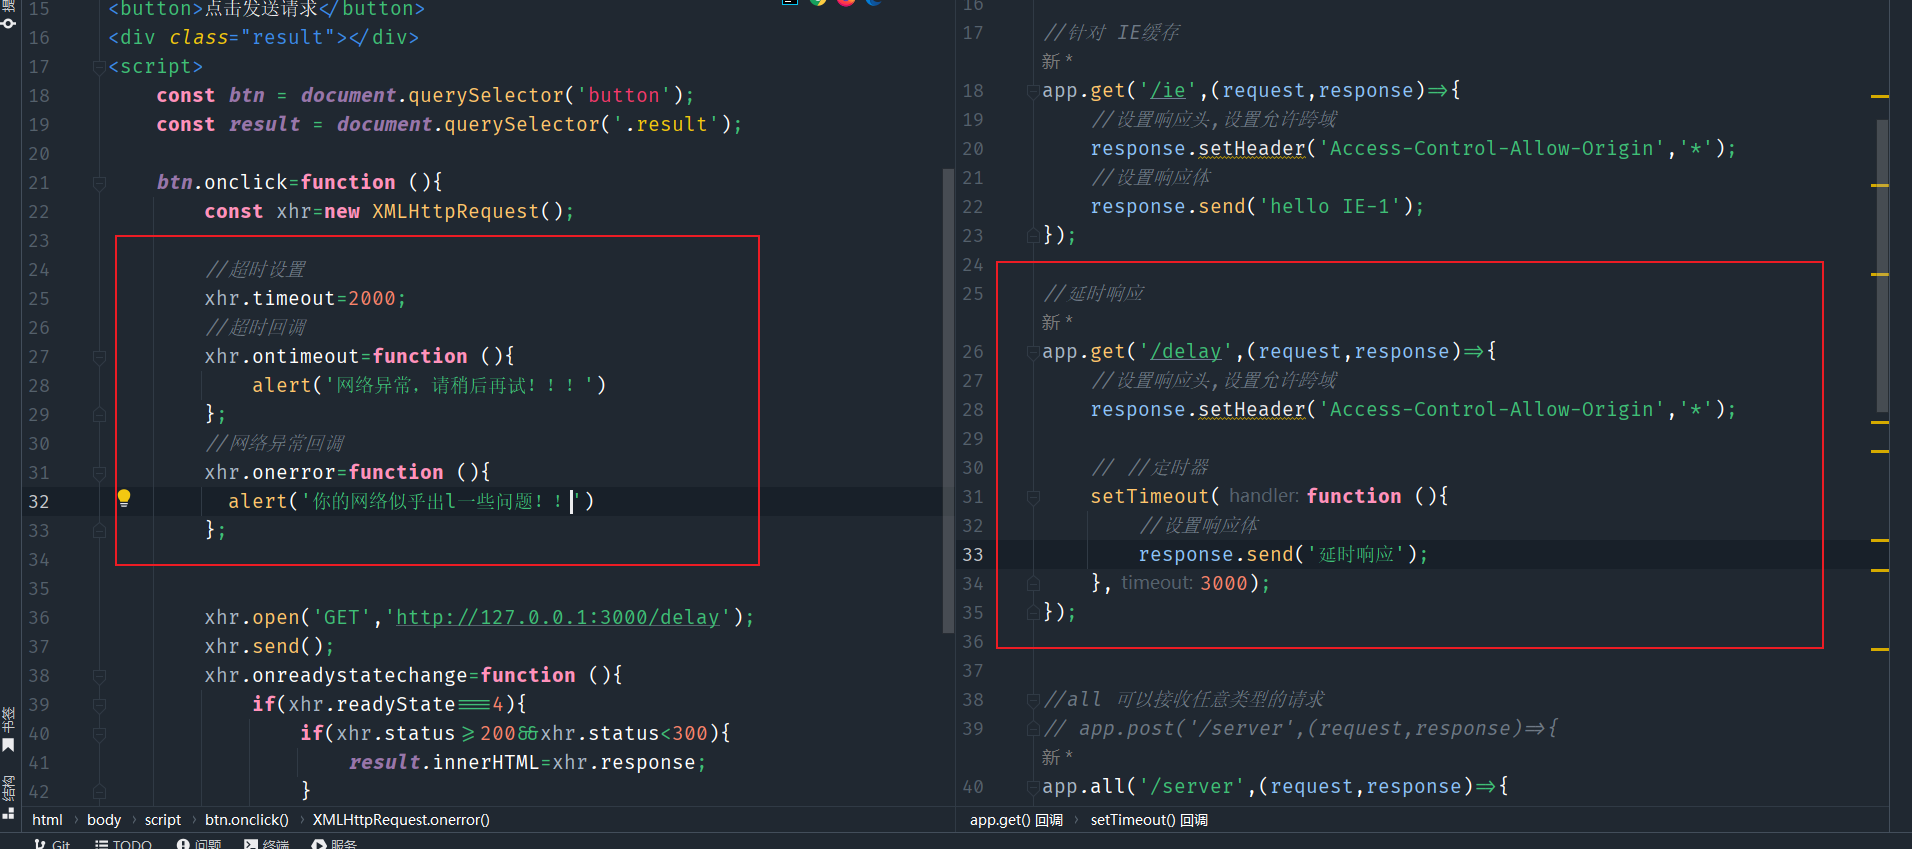 15 <button>点击发送请求</button>
16 <div class="result"></div>
17 <script>
18 const btn = document.querySelector('button');
19 const result = document.querySelector('.result');
20
21 btn.onclick=function (){
22 const xhr=new XMLHttpRequest();
23
24 //超时设置
25 xhr.timeout=2000;
26 //超时回调
27 xhr.ontimeout=function (){
28 alert('网络异常，请稍后再试！！！')
29 };
30 //网络异常回调
31 xhr.onerror=function (){
32 alert('你的网络似乎出l一些问题！！')
33 };
34
35
36 xhr.open('GET','http://127.0.0.1:3000/delay');
37 xhr.send();
38 xhr.onreadystatechange=function (){
39 if(xhr.readyState===4){
40 if(xhr.status>=200&&xhr.status<300){
41 result.innerHTML=xhr.response;
42 }
html › body › script › btn.onclick() › XMLHttpRequest.onerror()
16
17 //针对 IE缓存
新 *
18 app.get('/ie',(request,response)=>{
19 //设置响应头,设置允许跨域
20 response.setHeader('Access-Control-Allow-Origin','*');
21 //设置响应体
22 response.send('hello IE-1');
23 });
24
25 //延时响应
新 *
26 app.get('/delay',(request,response)=>{
27 //设置响应头,设置允许跨域
28 response.setHeader('Access-Control-Allow-Origin','*');
29
30 // //定时器
31 setTimeout( handler: function (){
32 //设置响应体
33 response.send('延时响应');
34 }, timeout: 3000);
35 });
36
37
38 //all 可以接收任意类型的请求
39 // app.post('/server',(request,response)=>{
新 *
40 app.all('/server',(request,response)=>{
app.get() 回调 › setTimeout() 回调
书签
结构
Git TODO 问题 终端 服务